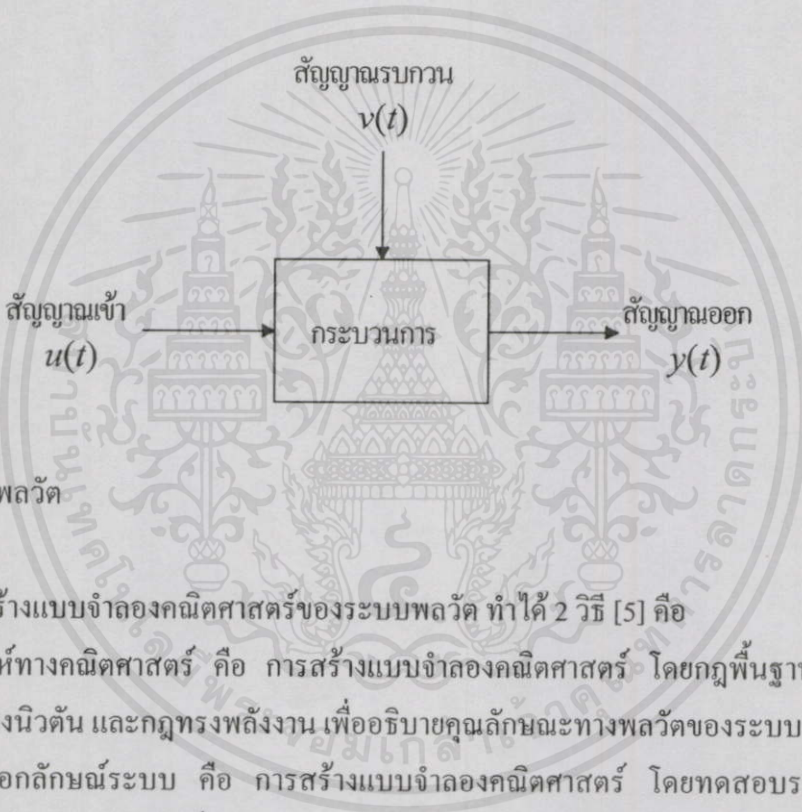 สัญญาณรบกวน
v(t)
สัญญาณเข้า
u(t)
กระบวนการ
สัญญาณออก
y(t)
พลวัต
ร้างแบบจำลองคณิตศาสตร์ของระบบพลวัต ทำได้ 2 วิธี [5] คือ
ห์ทางคณิตศาสตร์ คือ การสร้างแบบจำลองคณิตศาสตร์ โดยกฎพื้นฐาน
งนิวตัน และกฎทรงพลังงาน เพื่ออธิบายคุณลักษณะทางพลวัตของระบบ
อกลักษณ์ระบบ คือ การสร้างแบบจำลองคณิตศาสตร์ โดยทดสอบร